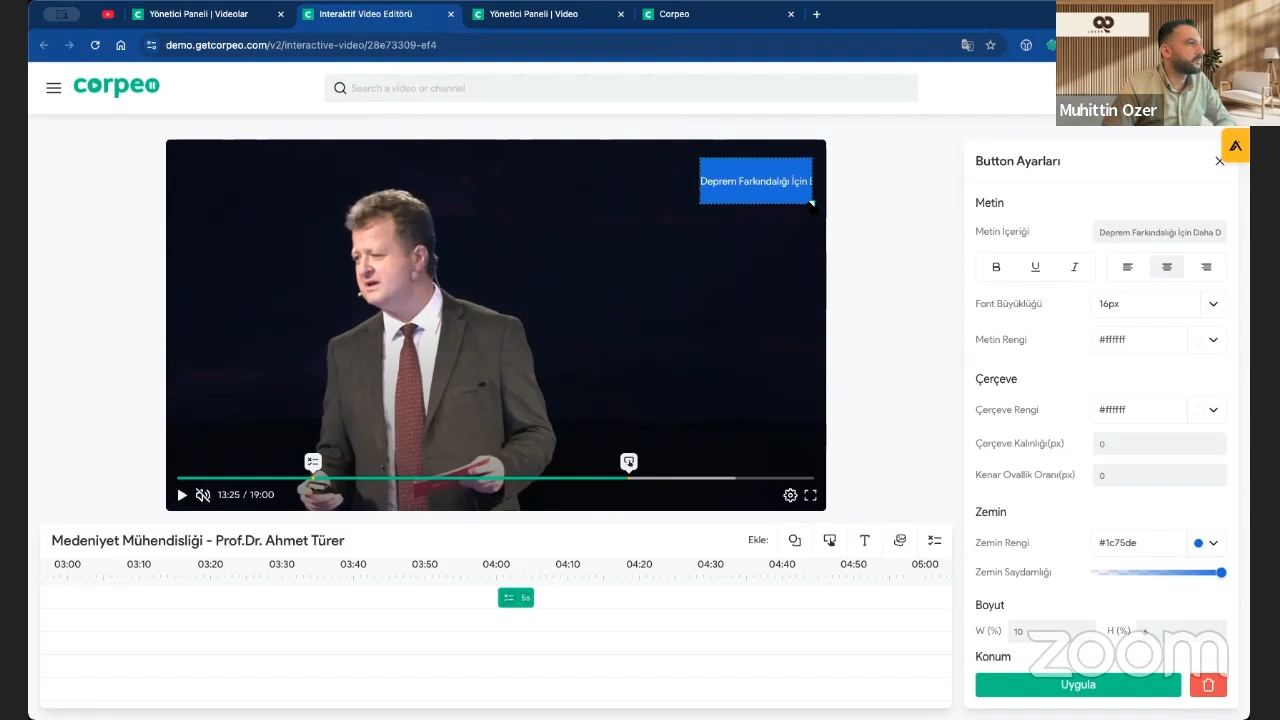 Yönetici Paneli | Videolar
Interaktif Video Editörü
Yönetici Paneli | Video
Corpeo
demo.getcorpeo.com/v2/interactive-video/28e73309-ef4
corpeo
Search a video or channel
Muhittin Ozer
Deprem Farkındalığı İçin
13:25 / 19:00
Medeniyet Mühendisliği - Prof.Dr. Ahmet Türer
Ekle:
03:00 03:10 03:20 03:30 03:40 03:50 04:00 04:10 04:20 04:30 04:40 04:50 05:00
5s
Button Ayarları
Metin
Metin İçeriği
Deprem Farkındalığı İçin Daha D
B U I
Font Büyüklüğü
16px
Metin Rengi
#ffffff
Çerçeve
Çerçeve Rengi
#ffffff
Çerçeve Kalınlığı(px)
0
Kenar Ovallik Oranı(px)
0
Zemin
Zemin Rengi
#1c75de
Zemin Saydamlığı
Boyut
W (%) 10 H (%) 6
Konum
zoom
Uygula